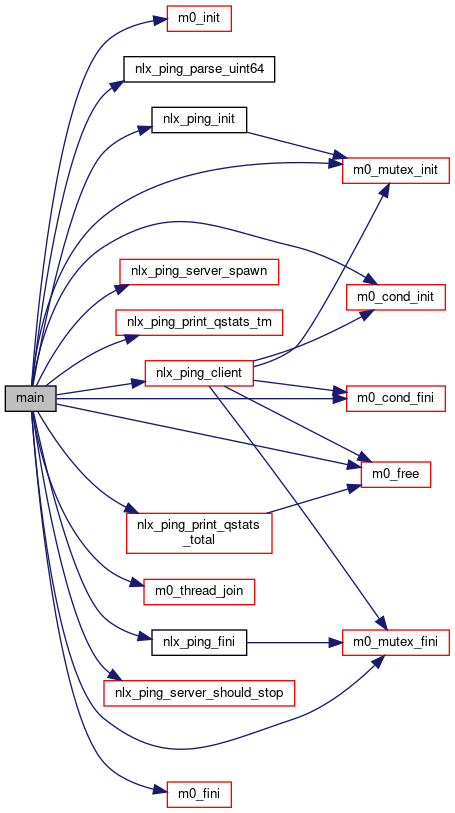 m0_init
nlx_ping_parse_uint64
nlx_ping_init
m0_mutex_init
nlx_ping_server_spawn
m0_cond_init
nlx_ping_print_qstats_tm
nlx_ping_client
main
m0_cond_fini
m0_free
nlx_ping_print_qstats
_total
m0_thread_join
nlx_ping_fini
m0_mutex_fini
nlx_ping_server_should_stop
m0_fini